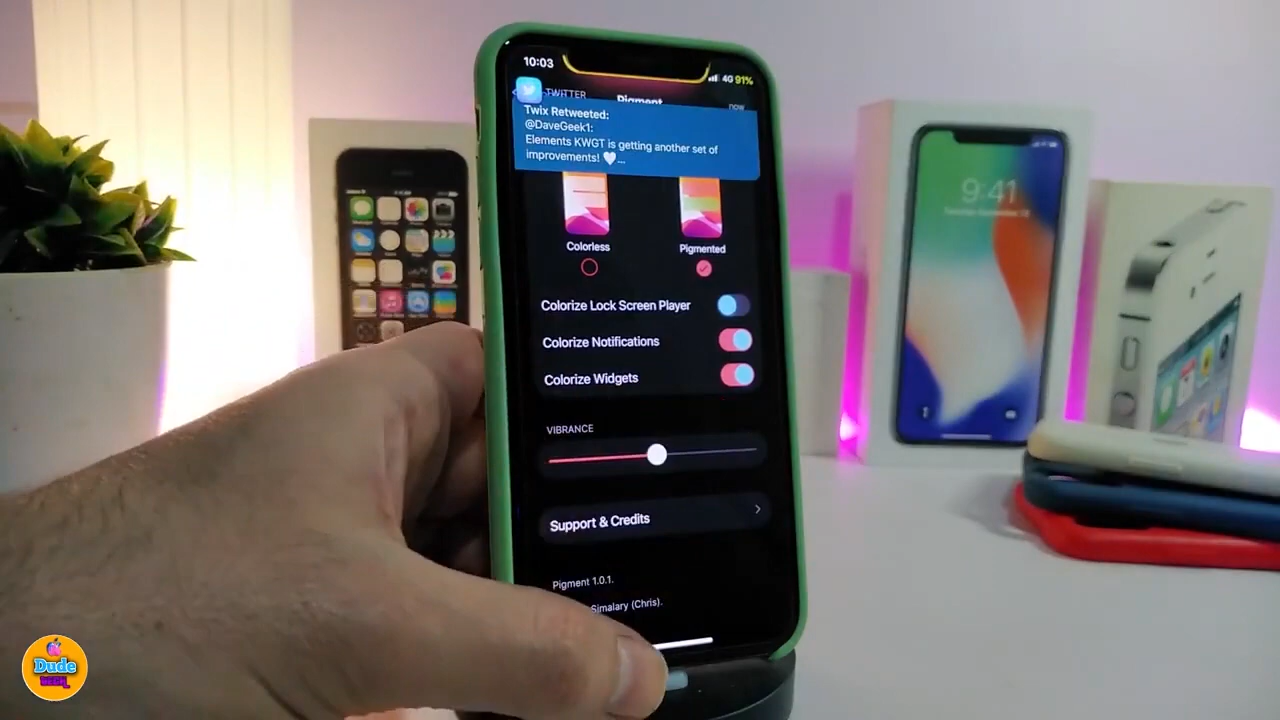 10:03
4G 91%
TWITTER
Pigment
now
Twix Retweeted:
@DaveGeek1:
Elements KWGT is getting another set of
improvements! 🤍...
Colorless
Pigmented
Colorize Lock Screen Player
Colorize Notifications
Colorize Widgets
VIBRANCE
Support & Credits
Pigment 1.0.1.
Simalary (Chris).
9:41
Dude
GEEK